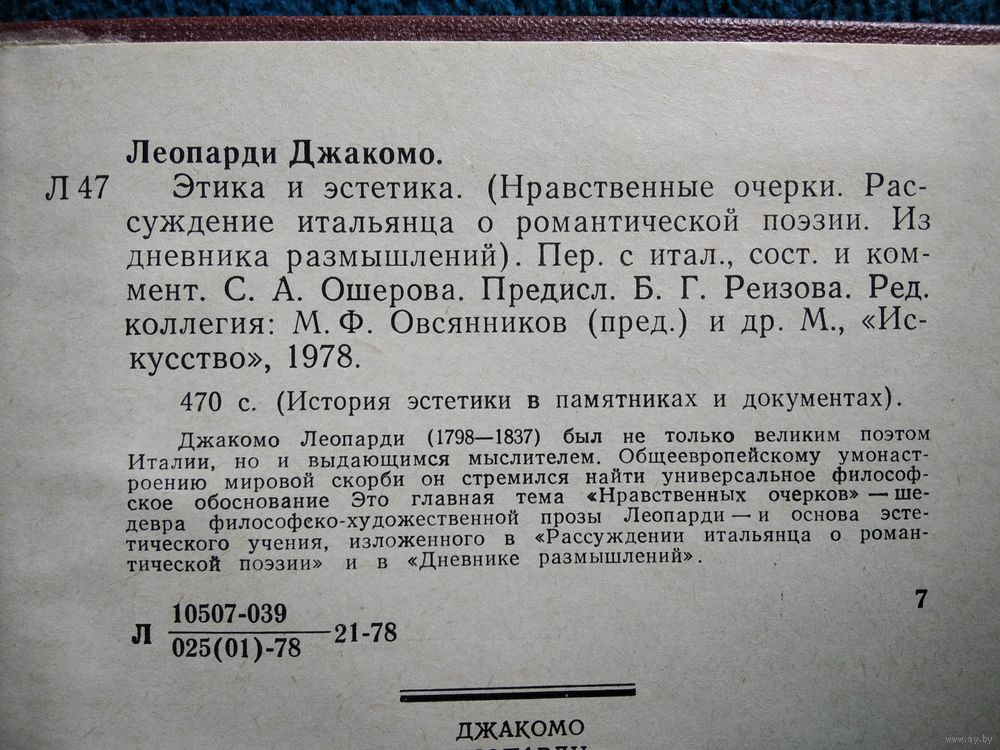 Леопарди Джакомо.
Л 47 Этика и эстетика. (Нравственные очерки. Рас-
суждение итальянца о романтической поэзии. Из
дневника размышлений). Пер. с итал., сост. и ком-
мент. С. А. Ошерова. Предисл. Б. Г. Реизова. Ред.
коллегия: М. Ф. Овсянников (пред.) и др. М., «Ис-
кусство», 1978.
470 с. (История эстетики в памятниках и документах).
Джакомо Леопарди (1798—1837) был не только великим поэтом
Италии, но и выдающимся мыслителем. Общеевропейскому умонаст-
роению мировой скорби он стремился найти универсальное философ-
ское обоснование Это главная тема «Нравственных очерков» — ше-
девра философско-художественной прозы Леопарди — и основа эсте-
тического учения, изложенного в «Рассуждении итальянца о роман-
тической поэзии» и в «Дневнике размышлений».
7
Л 10507-039
025(01)-78 21-78
ДЖАКОМО
ЛЕОПАРДИ
www.ay.by